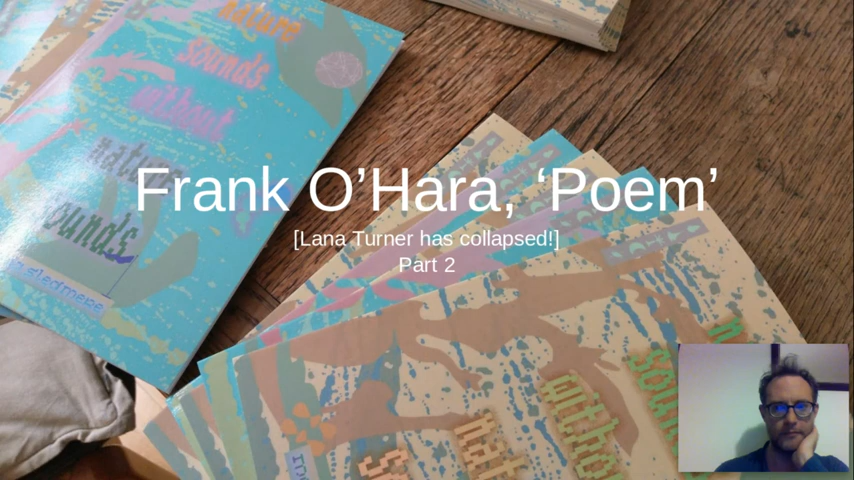 nature
sounds
without
nature
sounds
Frank O’Hara, ‘Poem’
[Lana Turner has collapsed!]
Part 2